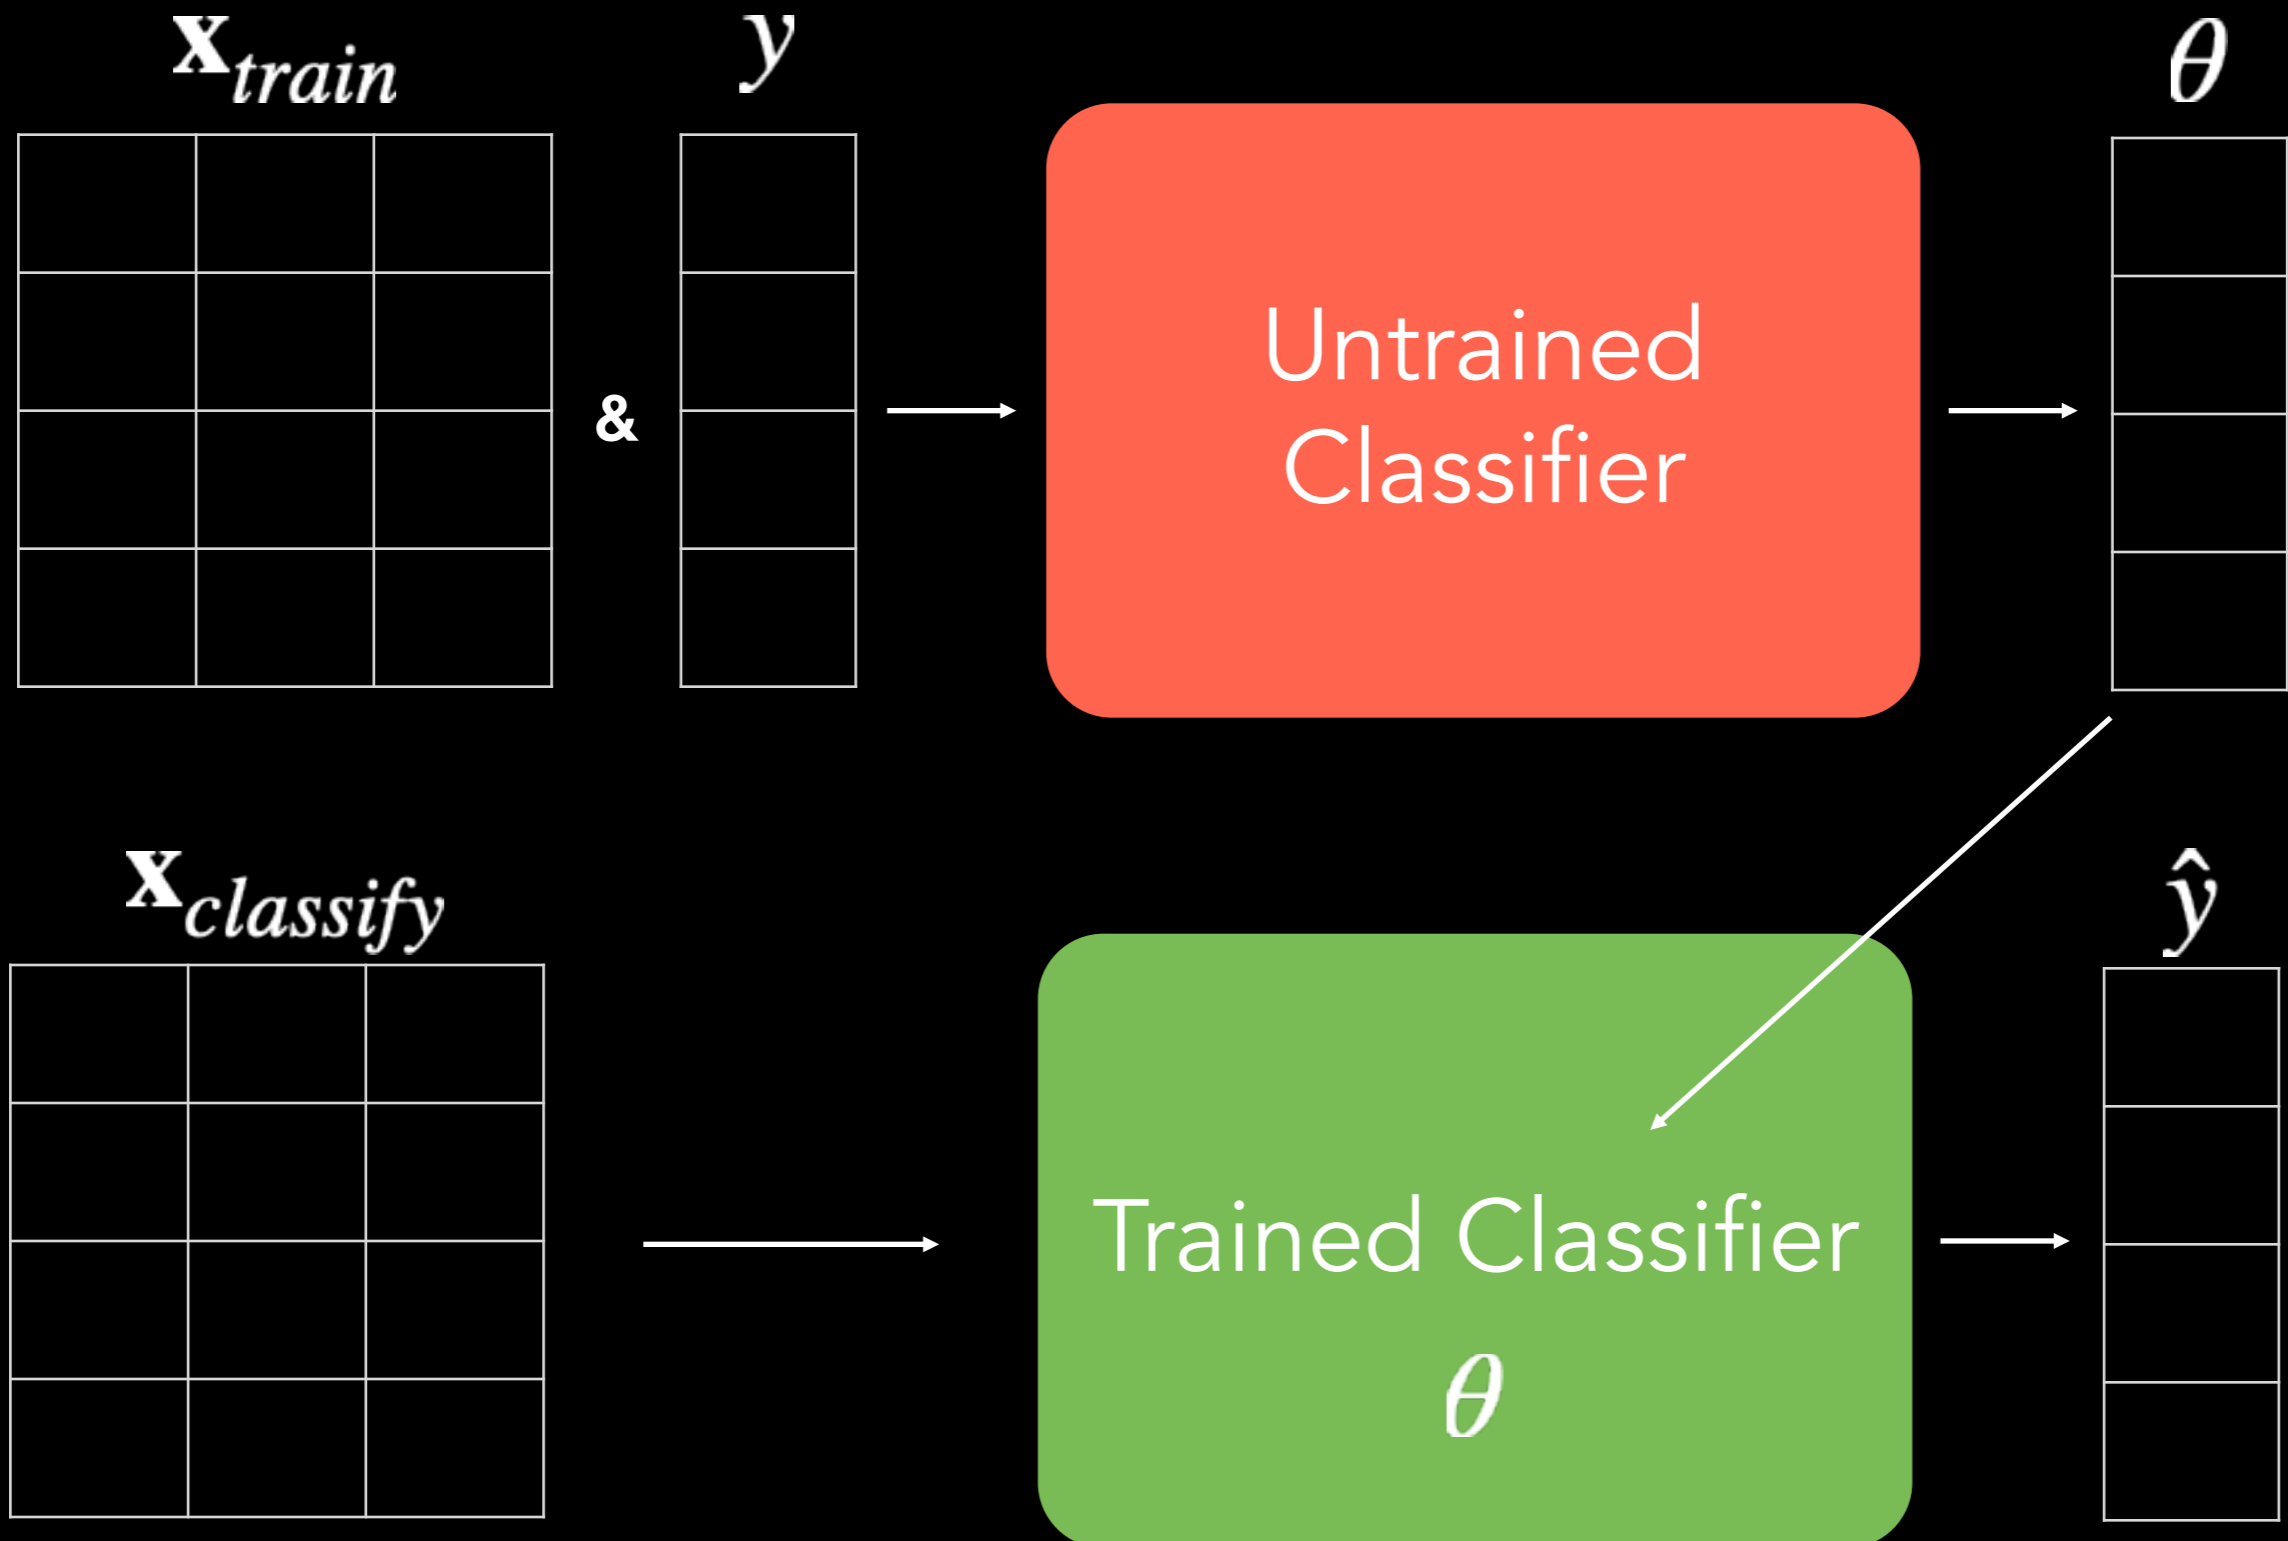 x_train
y
θ
&
Untrained
Classifier
x_classify
ŷ
Trained Classifier
θ